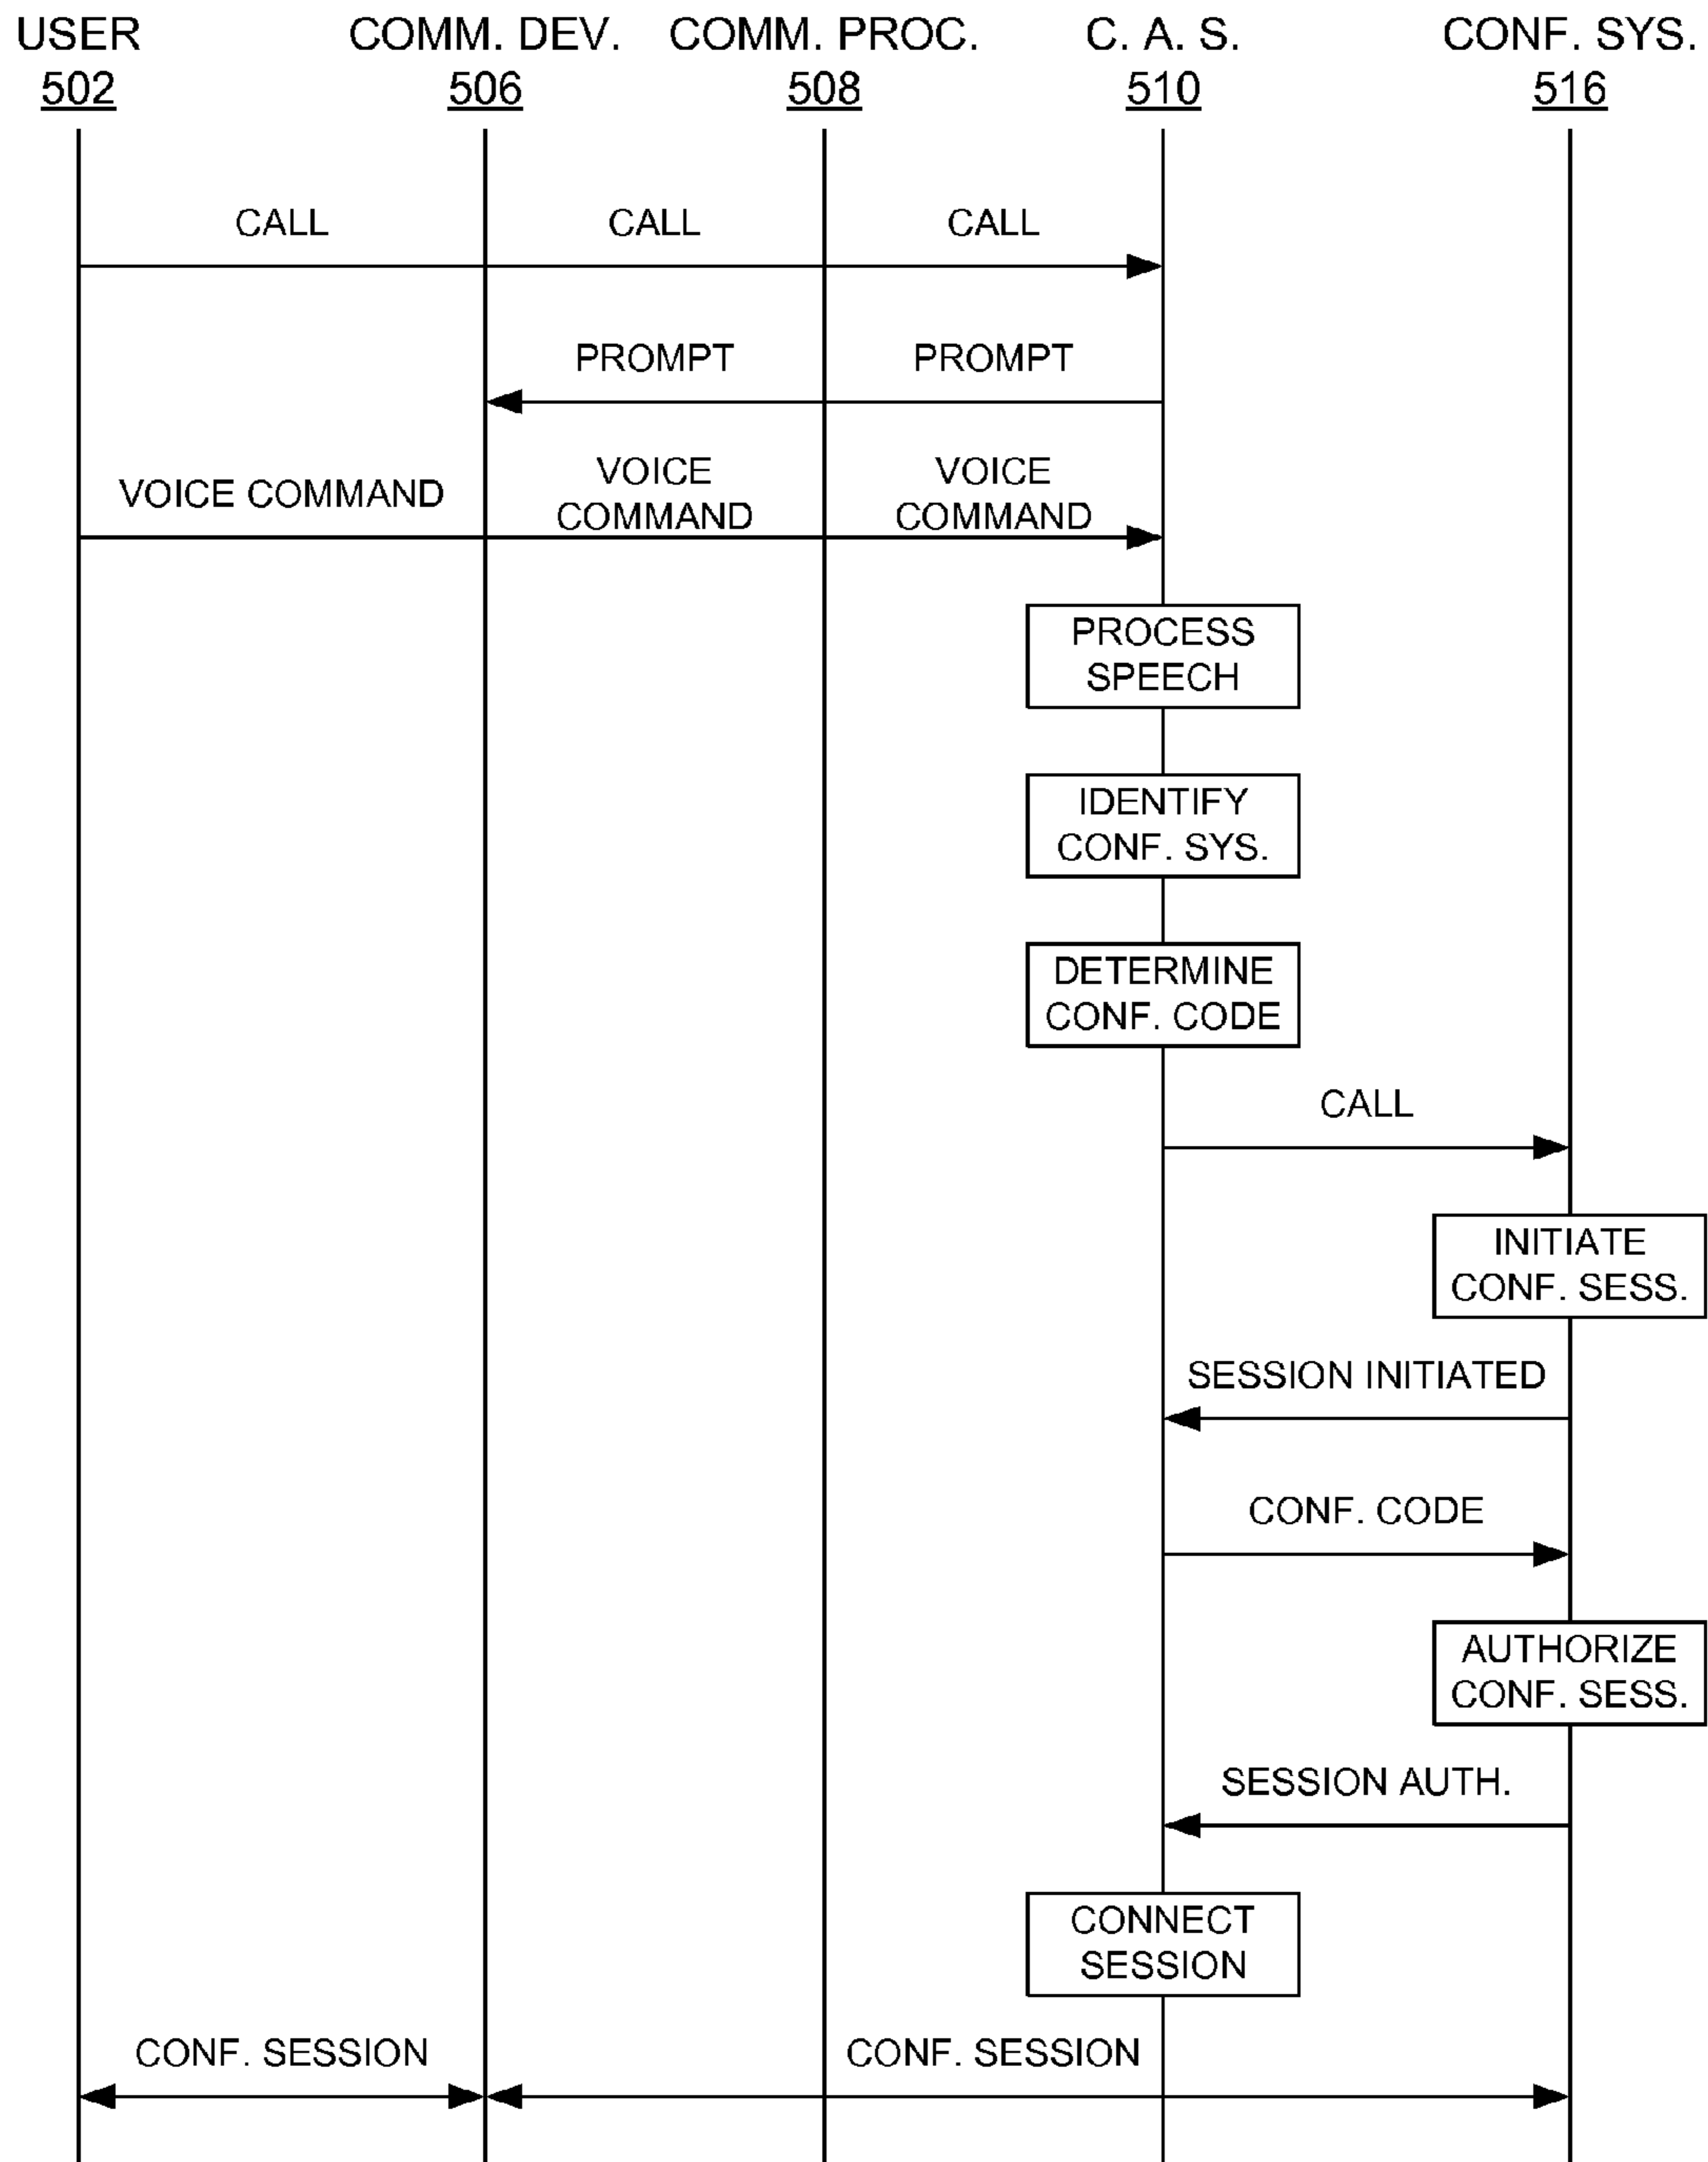 USER COMM. DEV. COMM. PROC. C. A. S. CONF. SYS.
502 506 508 510 516
CALL CALL CALL
PROMPT PROMPT
VOICE COMMAND
VOICE
COMMAND
VOICE
COMMAND
PROCESS
SPEECH
IDENTIFY
CONF. SYS.
DETERMINE
CONF. CODE
CALL
INITIATE
CONF. SESS.
SESSION INITIATED
CONF. CODE
AUTHORIZE
CONF. SESS.
SESSION AUTH.
CONNECT
SESSION
CONF. SESSION CONF. SESSION